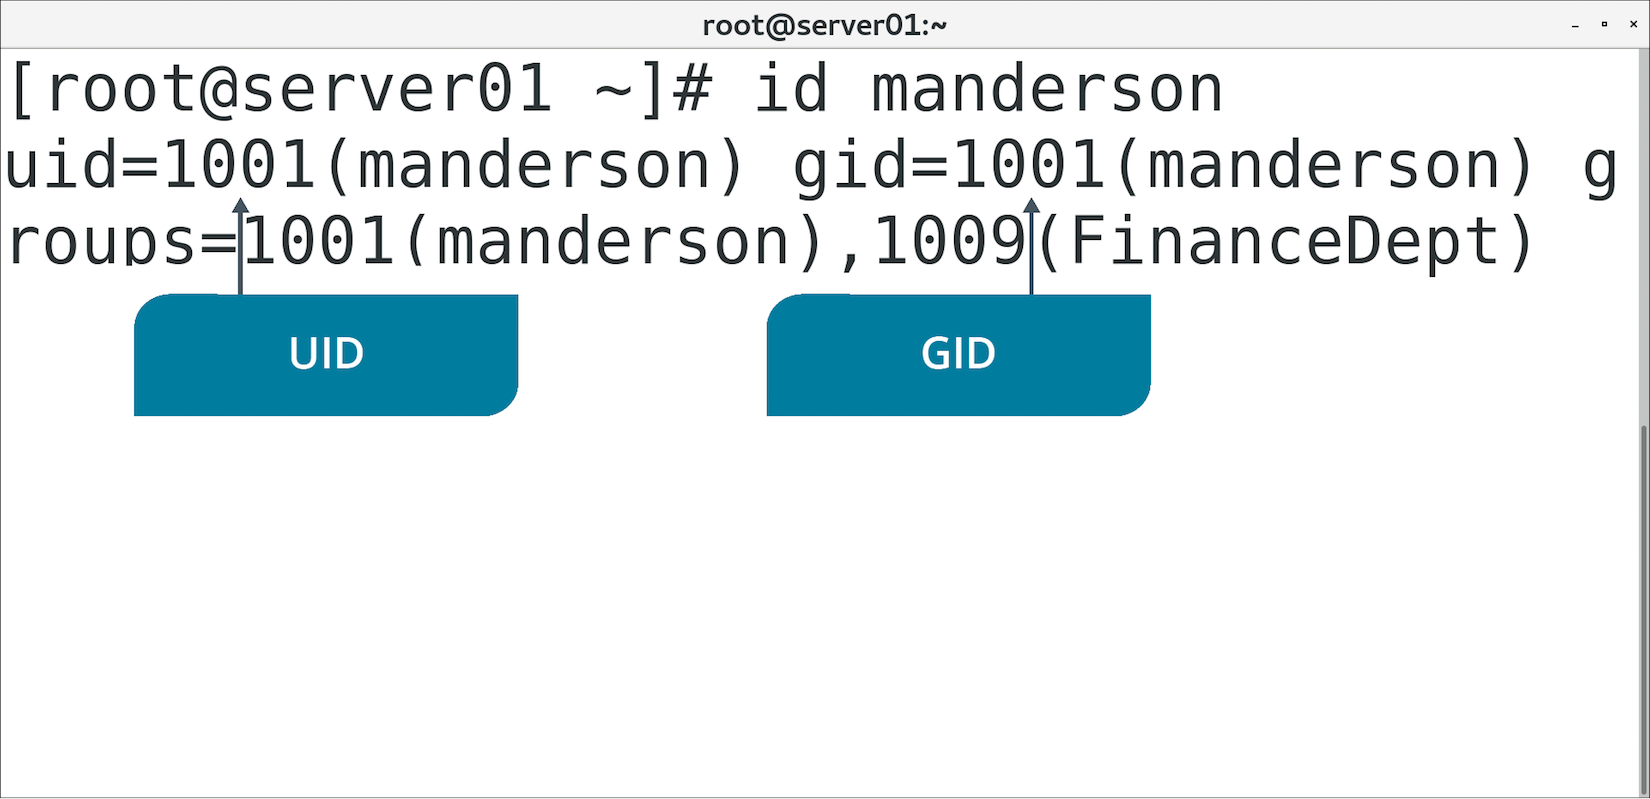 root@server01:~
[root@server01 ~]# id manderson
uid=1001(manderson) gid=1001(manderson) g
roups=1001(manderson),1009(FinanceDept)
UID
GID